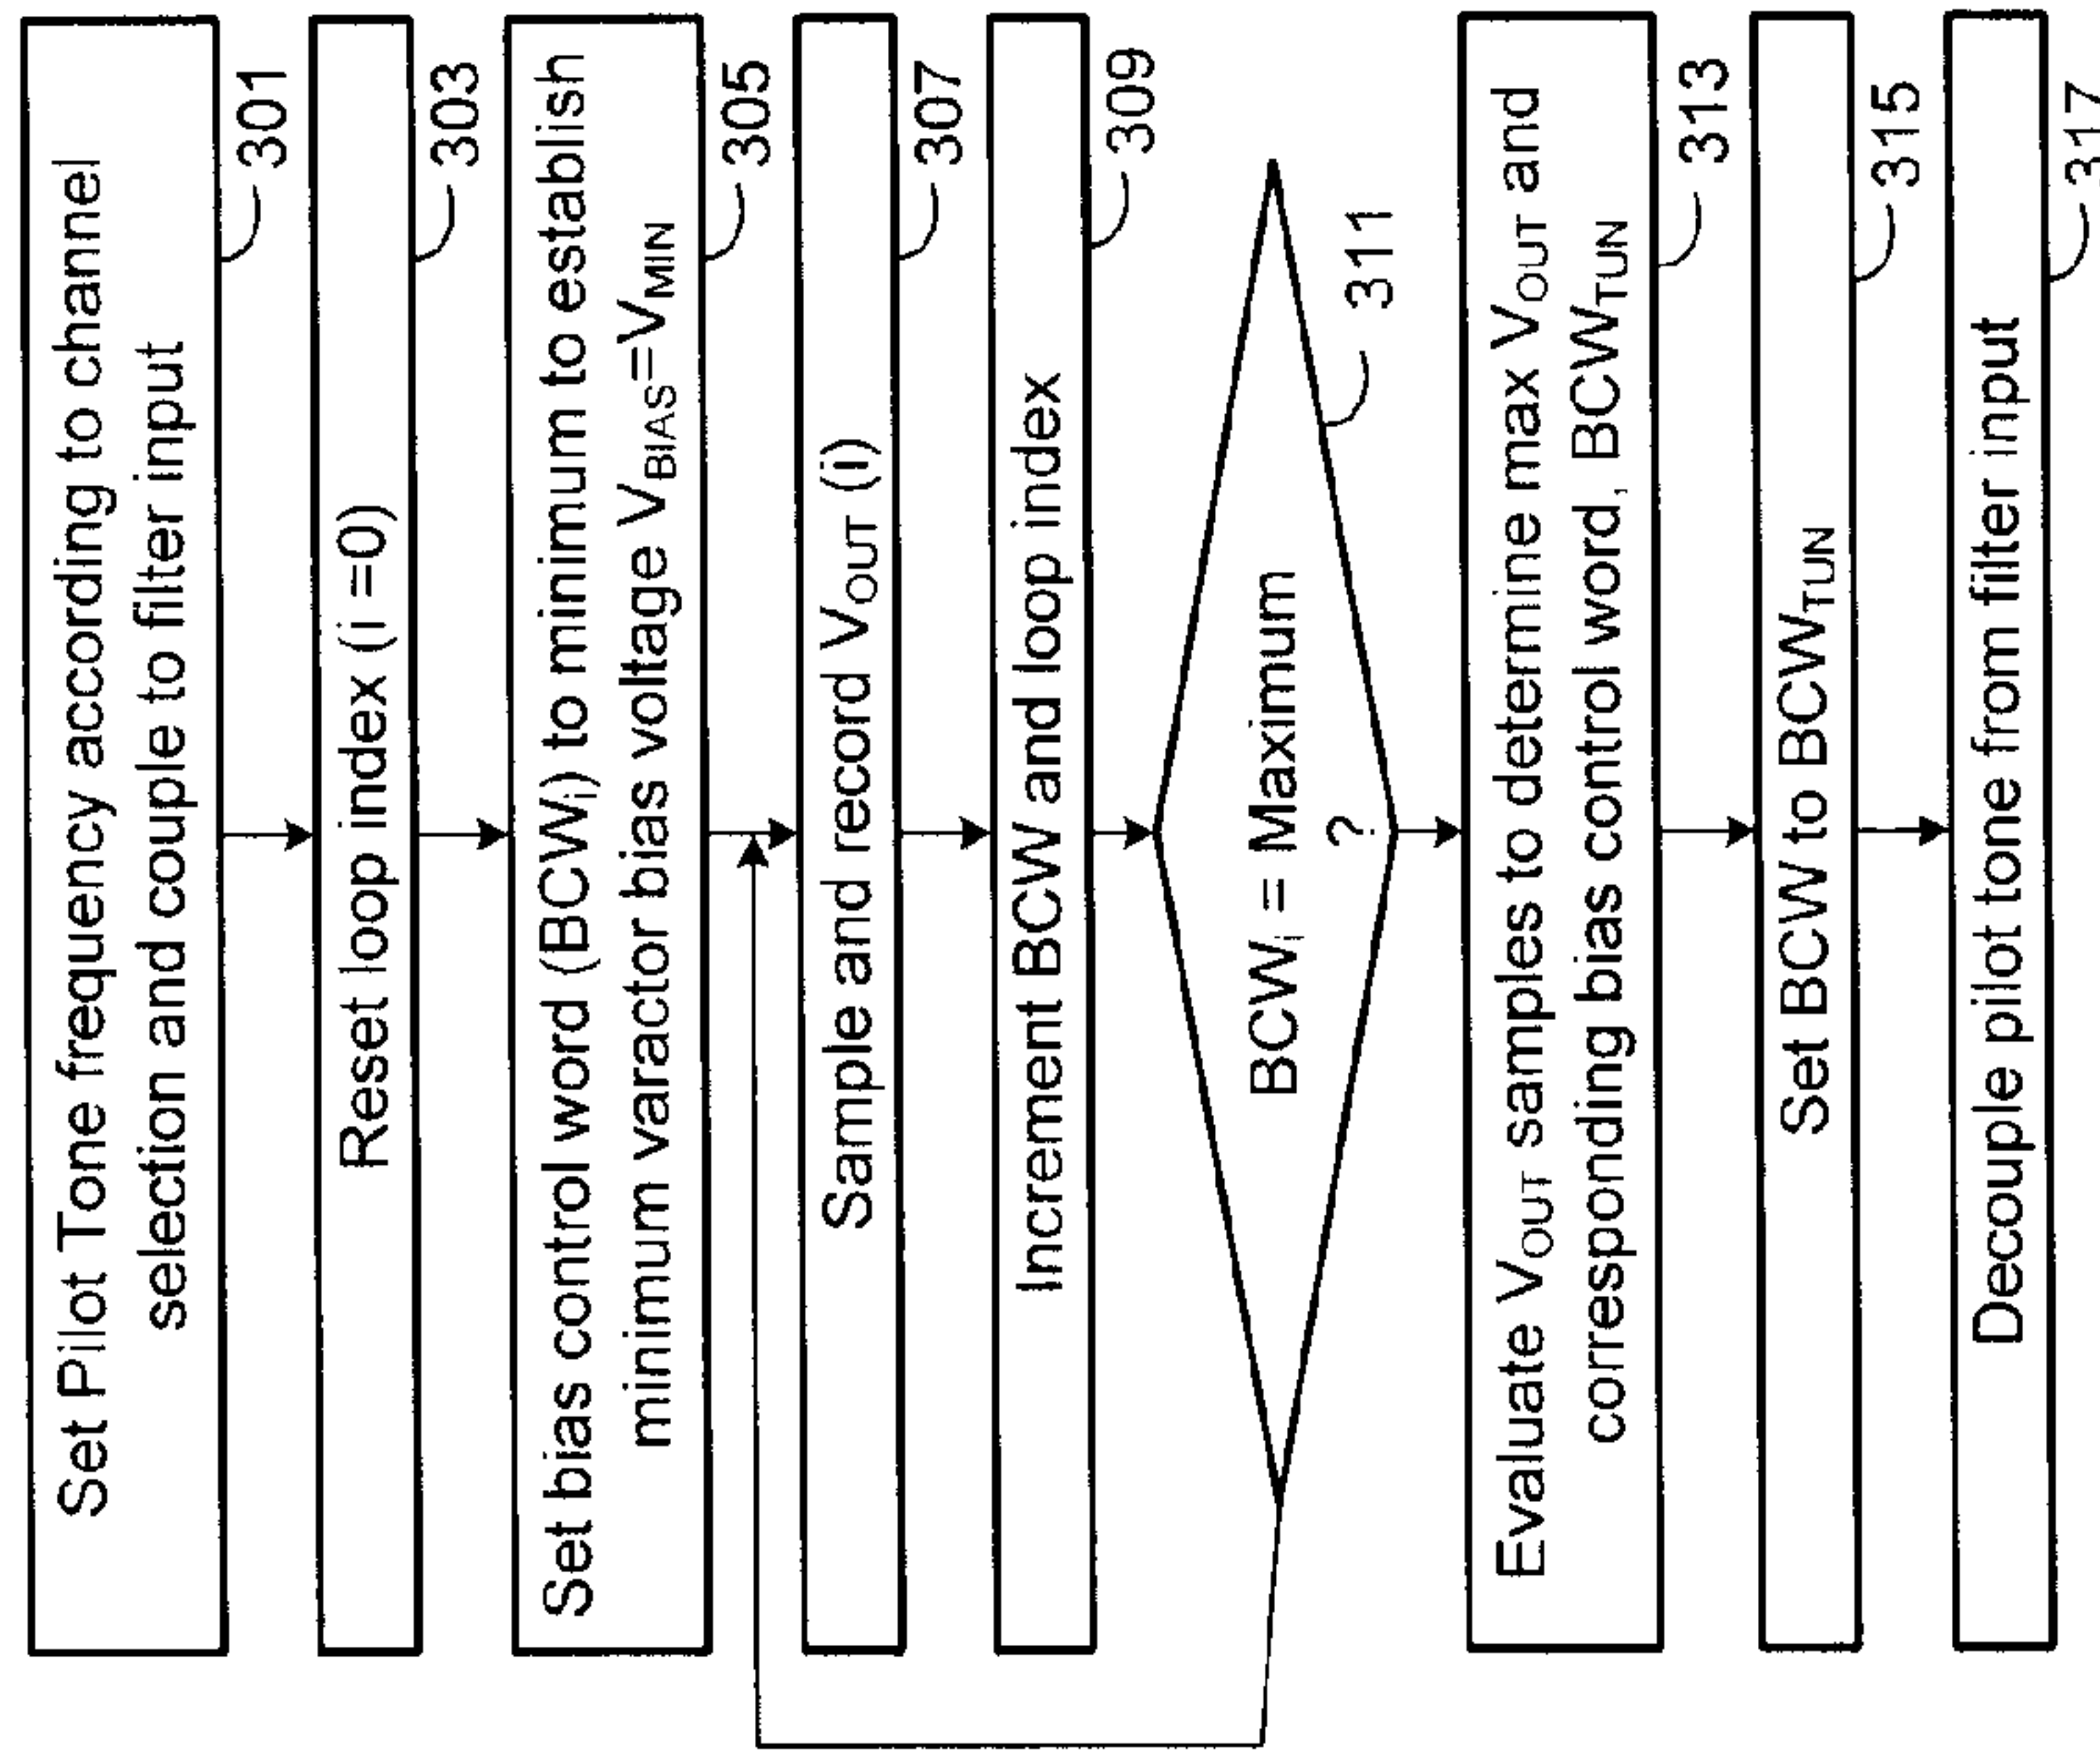 Set Pilot Tone frequency according to channel
selection and couple to filter input
301
Reset loop index (i =0)
303
Set bias control word (BCWi) to minimum to establish
minimum varactor bias voltage VBIAS=VMIN
305
Sample and record VOUT (i)
307
Increment BCW and loop index
309
BCWi = Maximum
?
311
Evaluate VOUT samples to determine max VOUT and
corresponding bias control word, BCWTUN
313
Set BCW to BCWTUN
315
Decouple pilot tone from filter input
317